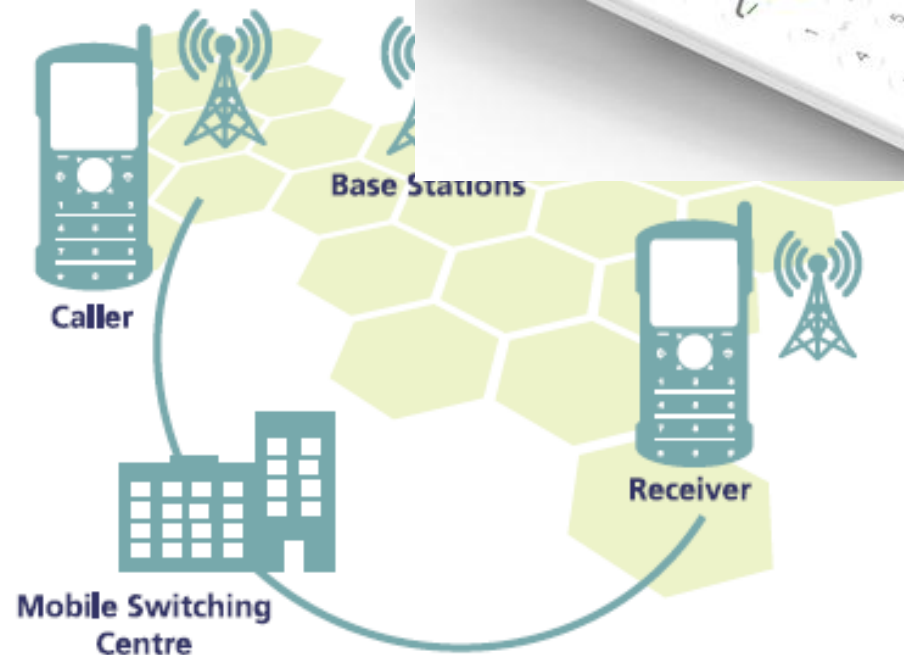 Base Stations
Caller
Receiver
Mobile Switching
Centre